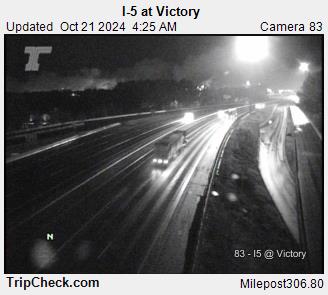 I-5 at Victory
Updated Oct 21 2024 4:25 AM Camera 83
T
N
83 - I5 @ Victory
TripCheck.com Milepost306.80